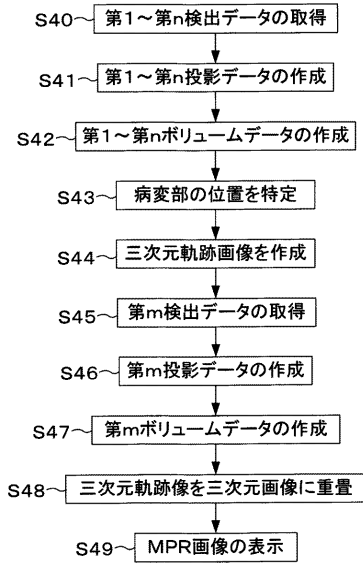 S40 第1～第n検出データの取得
S41 第1～第n投影データの作成
S42 第1～第nボリュームデータの作成
S43 病変部の位置を特定
S44 三次元軌跡画像を作成
S45 第m検出データの取得
S46 第m投影データの作成
S47 第mボリュームデータの作成
S48 三次元軌跡像を三次元画像に重畳
S49 MPR画像の表示